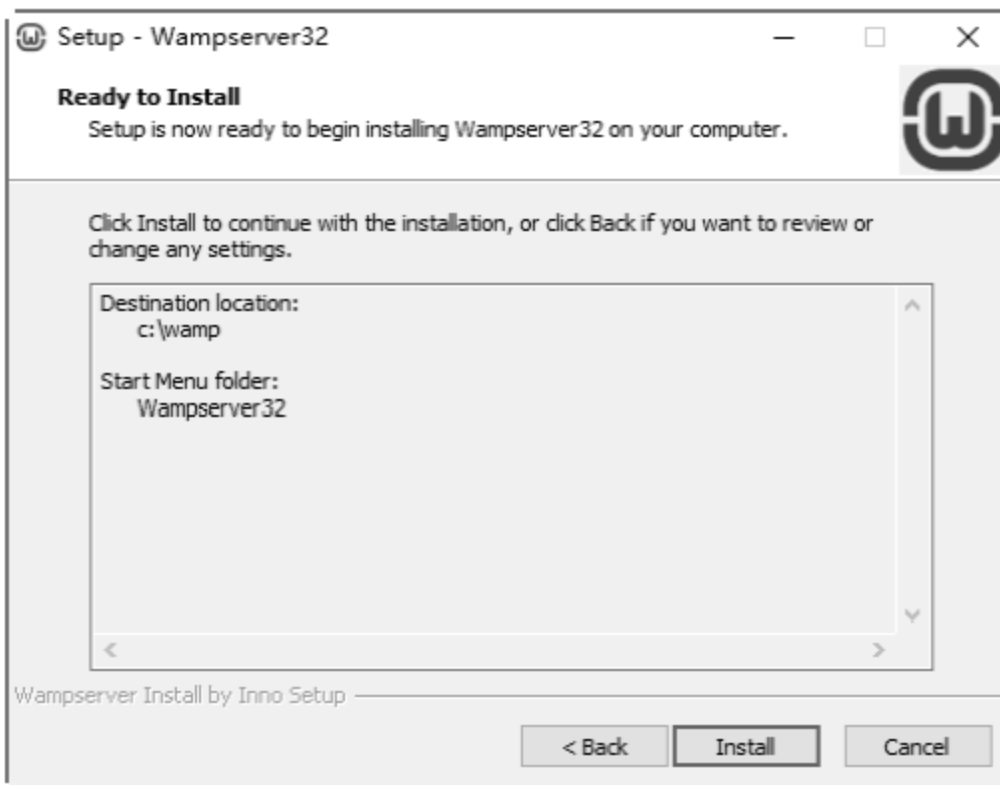 Setup - Wampserver32
Ready to Install
Setup is now ready to begin installing Wampserver32 on your computer.
Click Install to continue with the installation, or click Back if you want to review or
change any settings.
Destination location:
c:\wamp
Start Menu folder:
Wampserver32
Wampserver Install by Inno Setup
< Back
Install
Cancel